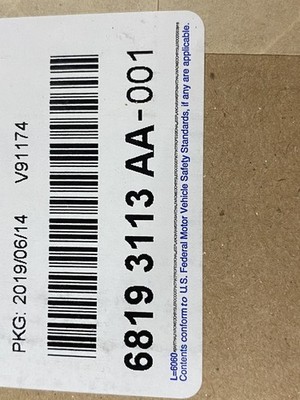 PKG: 2019/06/14 V91174
6819 3113 AA-001
L=6060
Contents conform to U.S. Federal Motor Vehicle Safety Standards, if any are applicable.